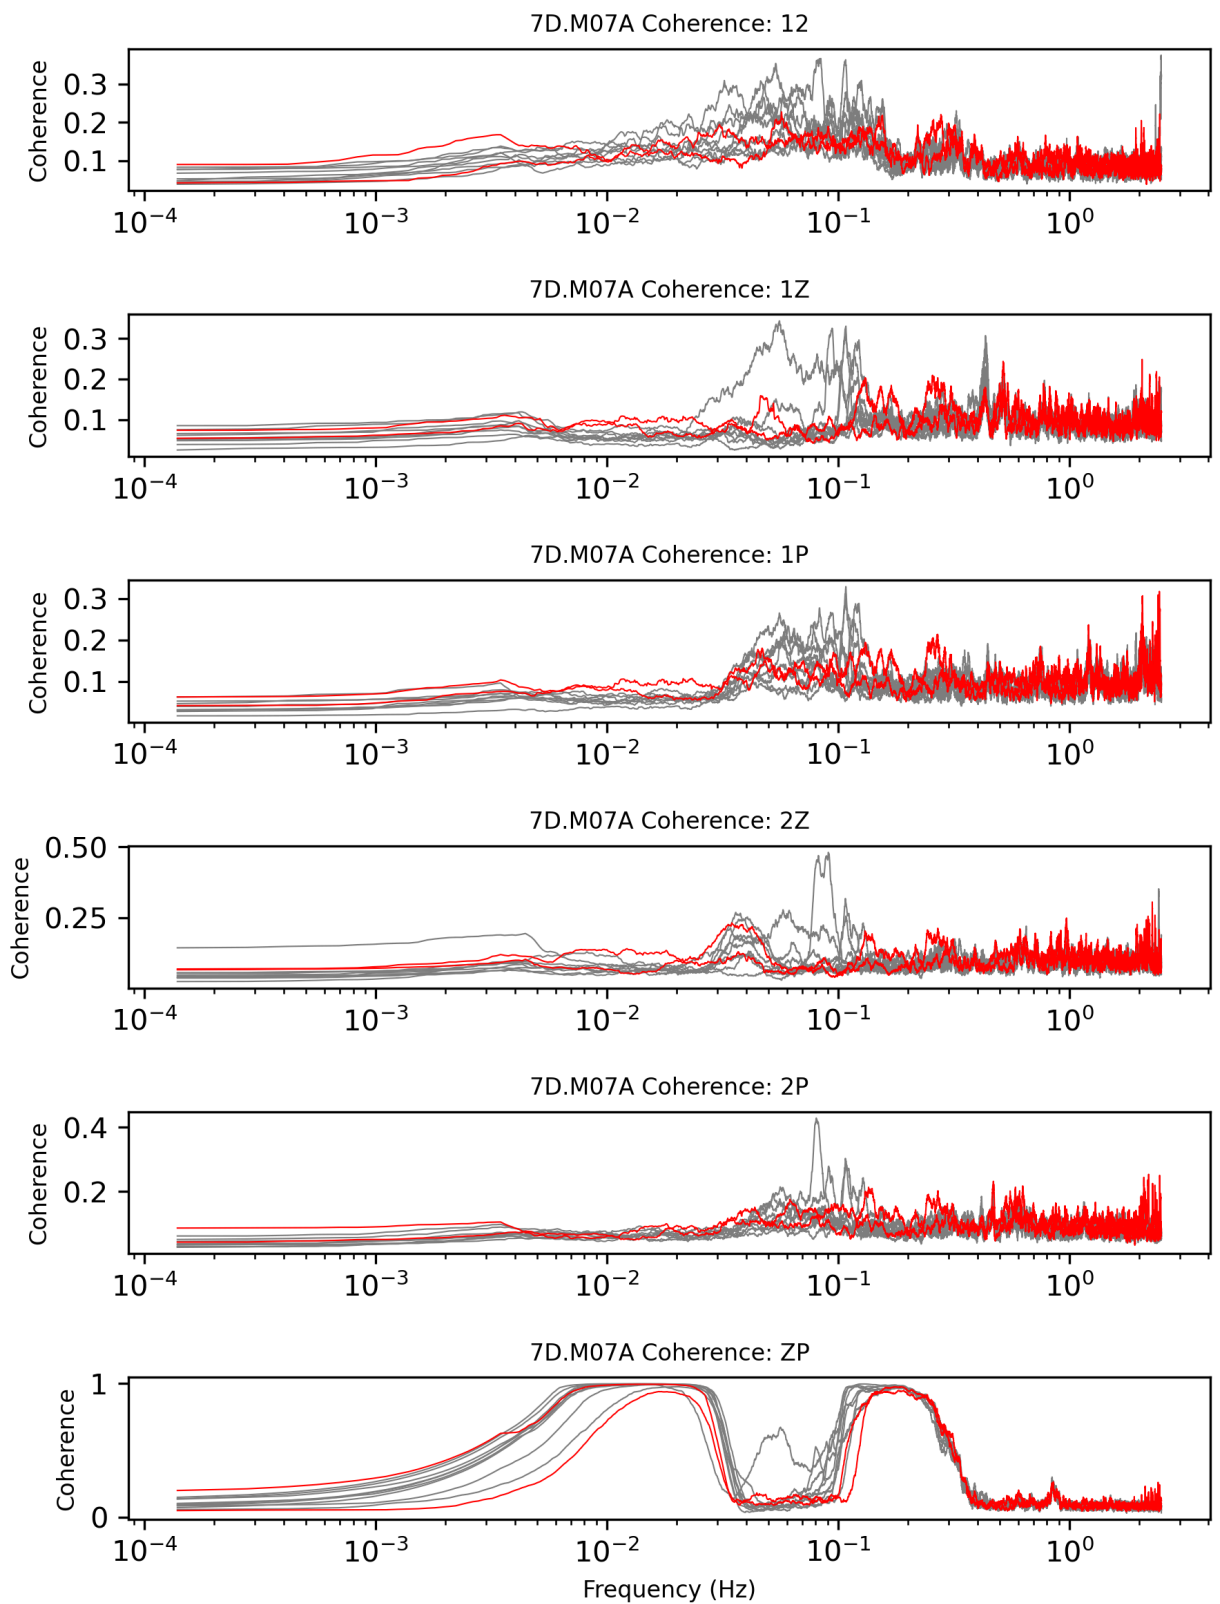 7D.M07A Coherence: 12
Coherence
0.3
0.2
0.1
10⁻⁴ 10⁻³ 10⁻² 10⁻¹ 10⁰
7D.M07A Coherence: 1Z
Coherence
0.3
0.2
0.1
10⁻⁴ 10⁻³ 10⁻² 10⁻¹ 10⁰
7D.M07A Coherence: 1P
Coherence
0.3
0.2
0.1
10⁻⁴ 10⁻³ 10⁻² 10⁻¹ 10⁰
7D.M07A Coherence: 2Z
Coherence
0.50
0.25
10⁻⁴ 10⁻³ 10⁻² 10⁻¹ 10⁰
7D.M07A Coherence: 2P
Coherence
0.4
0.2
10⁻⁴ 10⁻³ 10⁻² 10⁻¹ 10⁰
7D.M07A Coherence: ZP
Coherence
1
0
10⁻⁴ 10⁻³ 10⁻² 10⁻¹ 10⁰
Frequency (Hz)